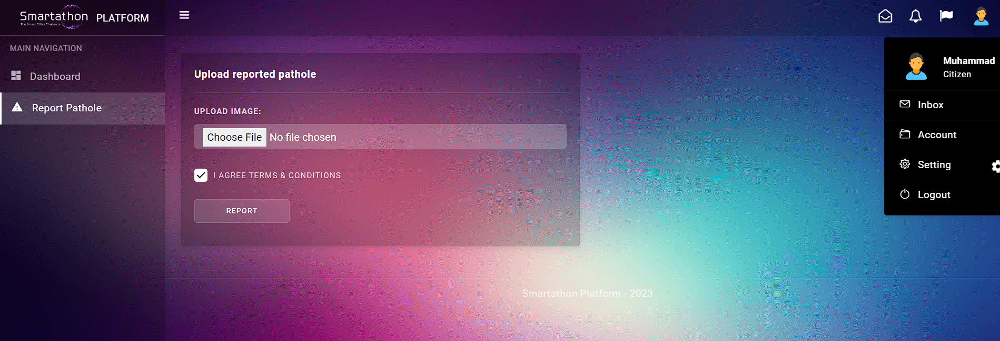 Smartathon
The Smart Cities Challenge
PLATFORM
MAIN NAVIGATION
Dashboard
Report Pathole
Upload reported pathole
UPLOAD IMAGE:
Choose File No file chosen
I AGREE TERMS & CONDITIONS
REPORT
Muhammad
Citizen
Inbox
Account
Setting
Logout
Smartathon Platform - 2023